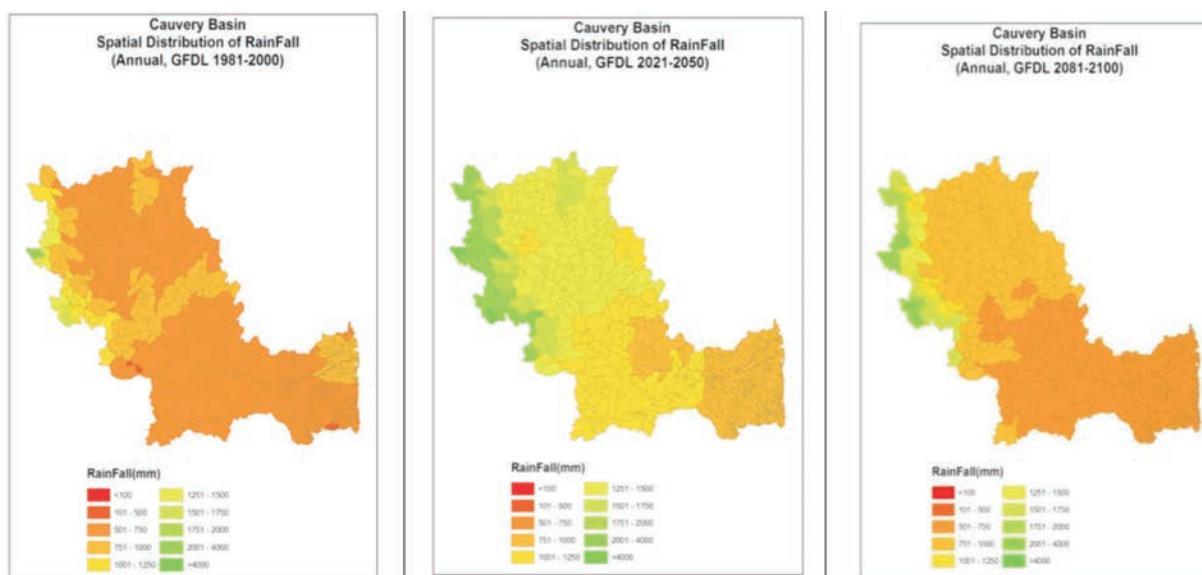 Cauvery Basin
Spatial Distribution of RainFall
(Annual, GFDL 1981-2000)
RainFall(mm)
<100
101 - 500
501 - 750
751 - 1000
1001 - 1250
1251 - 1500
1501 - 1750
1751 - 2000
2001 - 4000
>4000
Cauvery Basin
Spatial Distribution of RainFall
(Annual, GFDL 2021-2050)
RainFall(mm)
<100
101 - 500
501 - 750
751 - 1000
1001 - 1250
1251 - 1500
1501 - 1750
1751 - 2000
2001 - 4000
>4000
Cauvery Basin
Spatial Distribution of RainFall
(Annual, GFDL 2081-2100)
RainFall(mm)
<100
101 - 500
501 - 750
751 - 1000
1001 - 1250
1251 - 1500
1501 - 1750
1751 - 2000
2001 - 4000
>4000